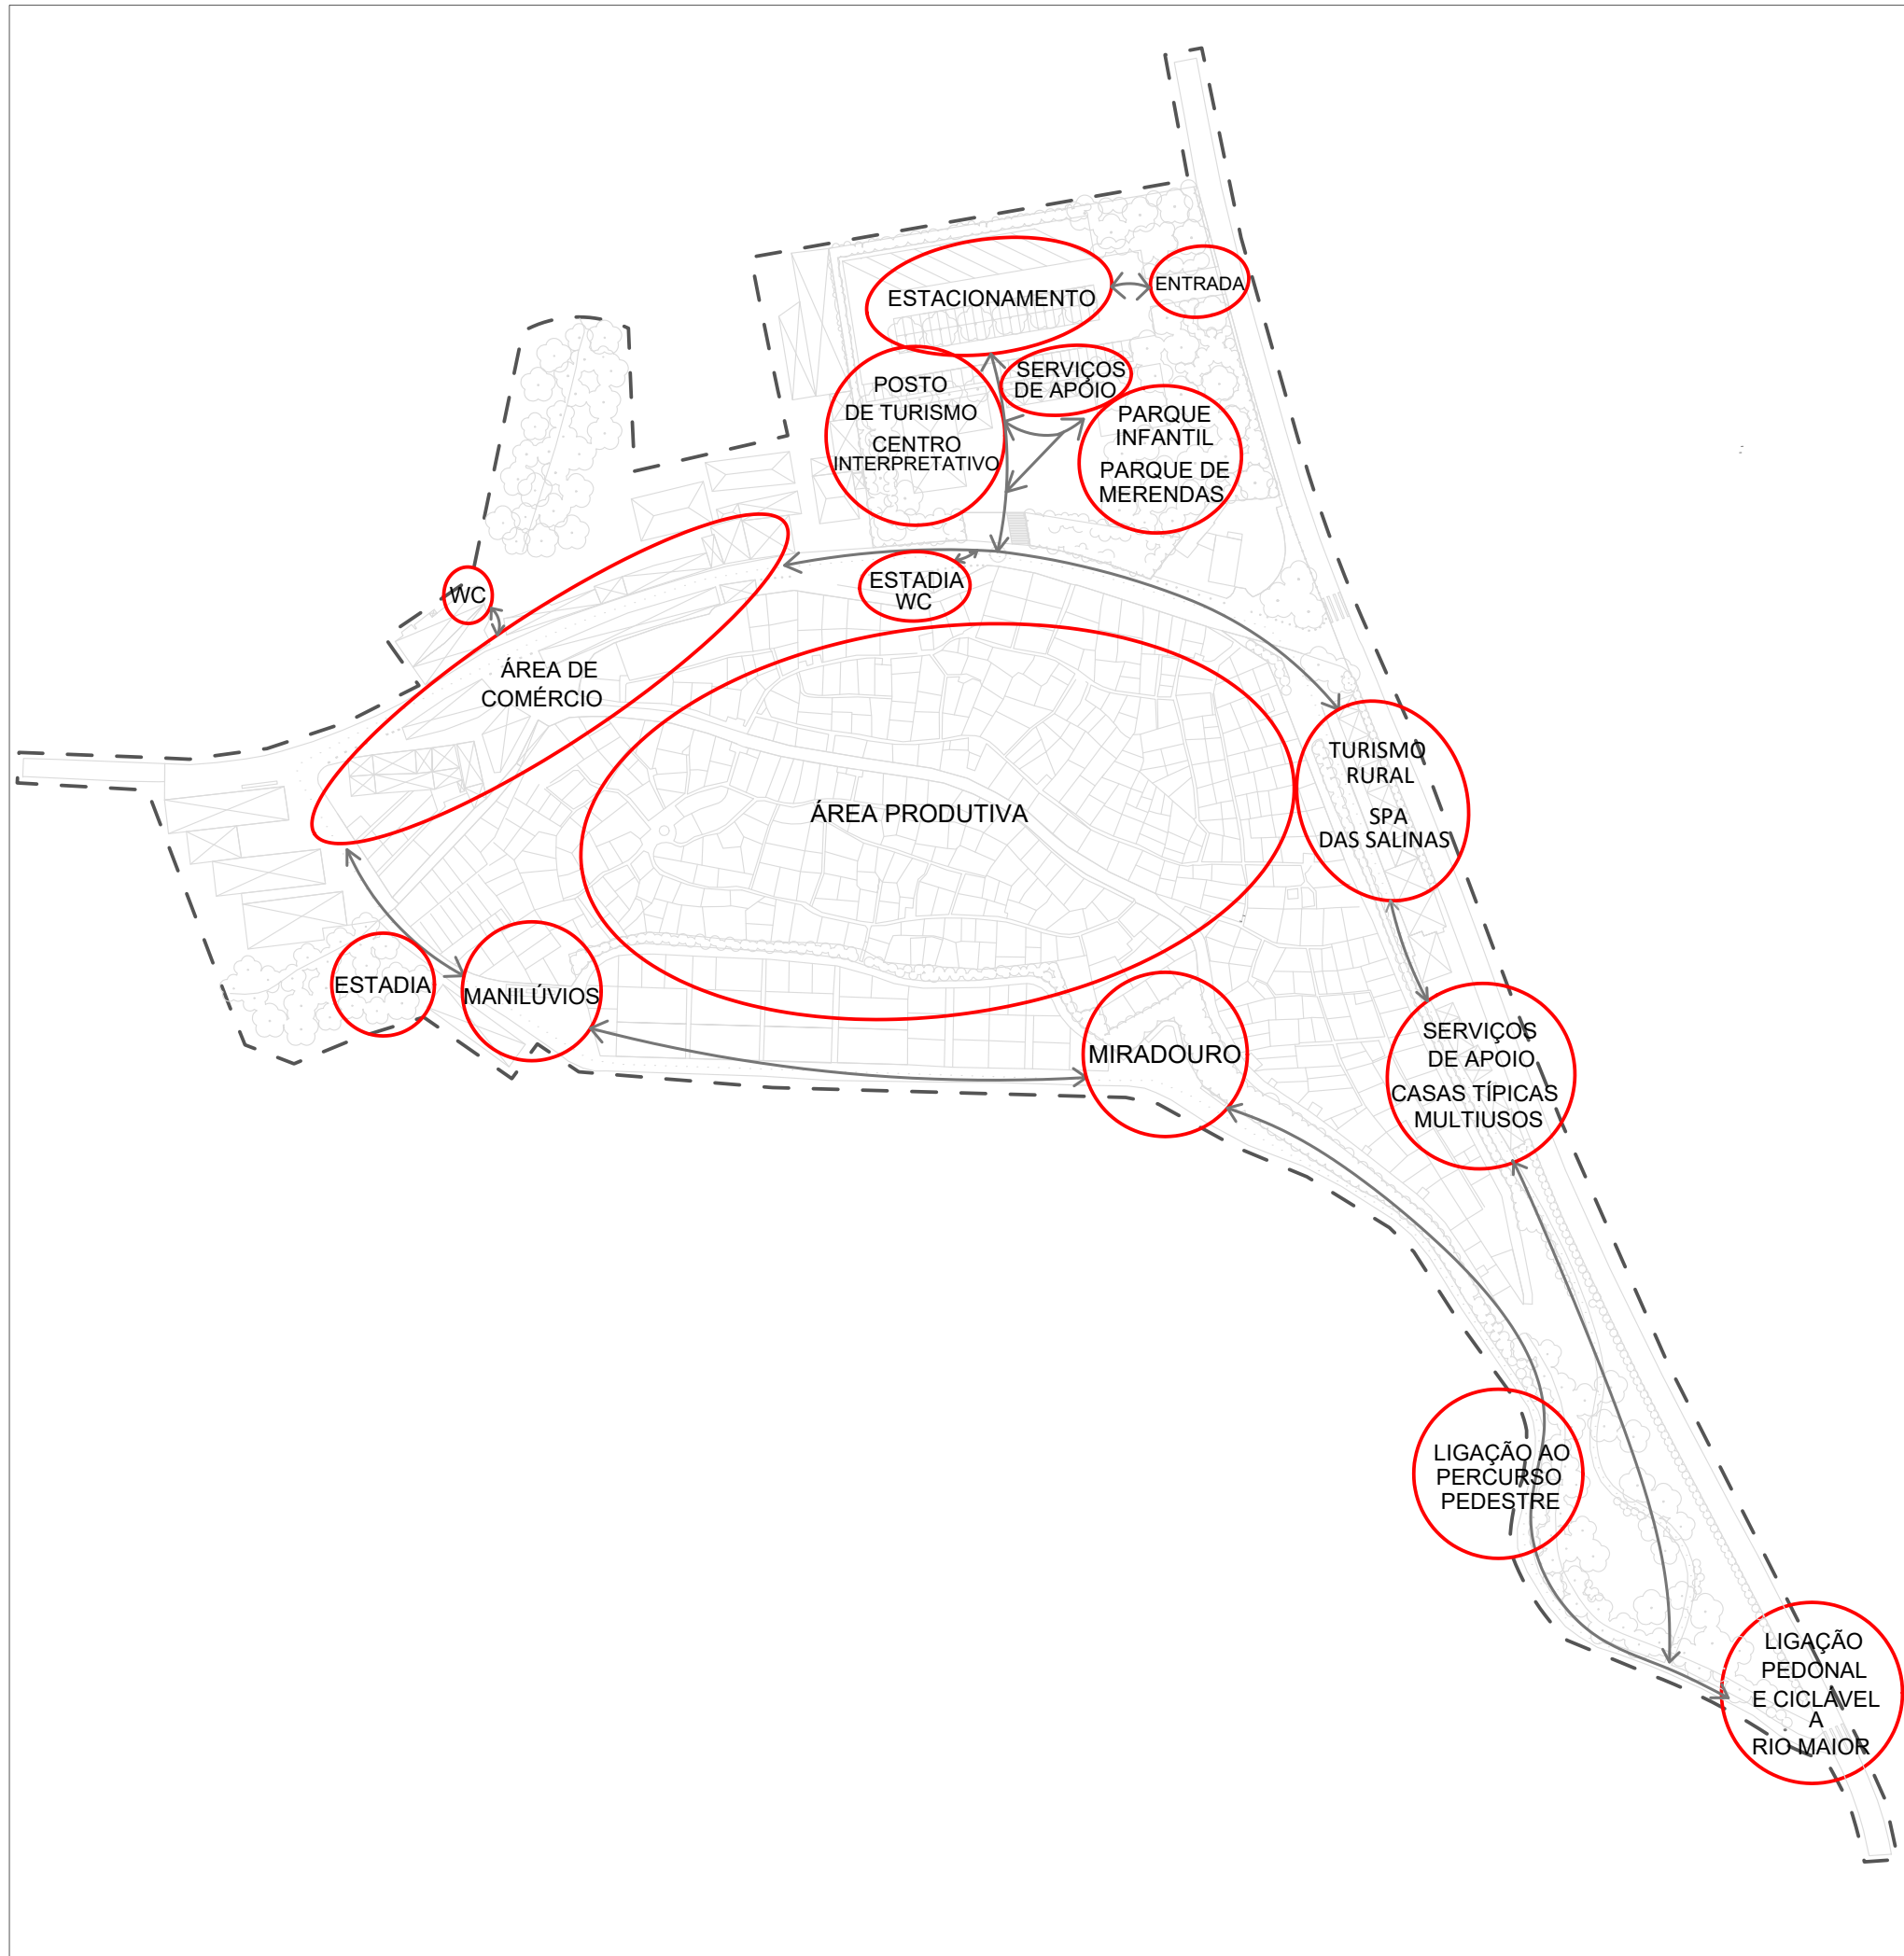 ENTRADA
ESTACIONAMENTO
SERVIÇOS
DE APOIO
POSTO
DE TURISMO
CENTRO
INTERPRETATIVO
PARQUE
INFANTIL
PARQUE DE
MERENDAS
ESTADIA
WC
WC
ÁREA DE
COMÉRCIO
ÁREA PRODUTIVA
TURISMO
RURAL
SPA
DAS SALINAS
ESTADIA
MANILÚVIOS
MIRADOURO
SERVIÇOS
DE APOIO
CASAS TÍPICAS
MULTIUSOS
LIGAÇÃO AO
PERCURSO
PEDESTRE
LIGAÇÃO
PEDONAL
E CICLÁVEL
A
RIO MAIOR